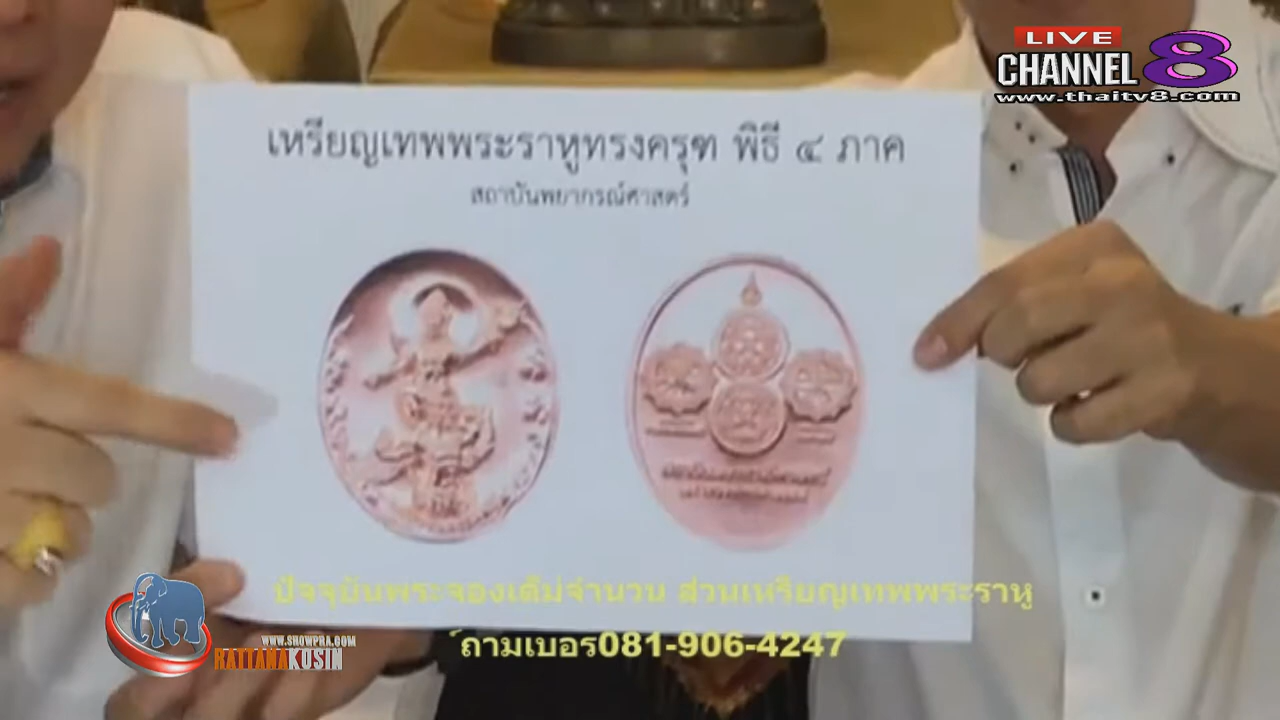 LIVE
CHANNEL 8
www.thaitv8.com
เหรียญเทพพระราหูทรงครุฑ พิธี ๔ ภาค
สถาบันพยากรณ์ศาสตร์
ปัจจุบันพระจองเต็มจำนวน ส่วนเหรียญเทพพระราหู
์ถามเบอร081-906-4247
WWW.SHOWPRA.COM
RATTANAKUSIN